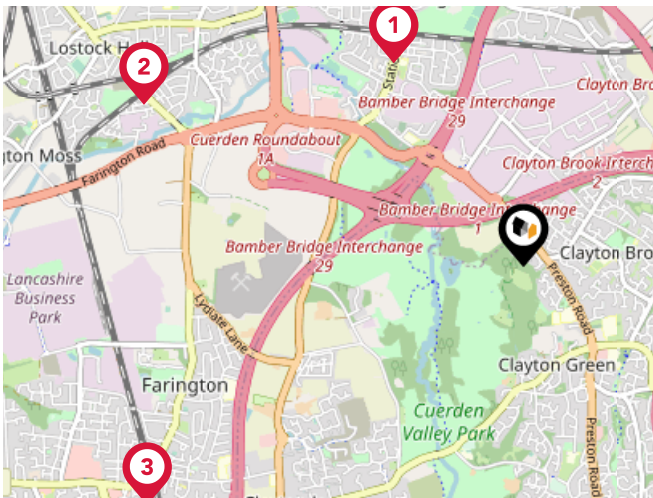 1
Lostock H
2
Stati
Bamber Bridge Interchange
29
Clayton Bro
Cuerden Roundabout
1A
gton Moss
Farington Road
Clayton Brook Interch
2
Bamber Bridge Interchange
1
Bamber Bridge Interchange
29
Clayton Bro
Lancashire
Business
Park
Lydiate Lane
Preston Road
Clayton Green
Farington
Cuerden
Valley Park
Preston Road
3